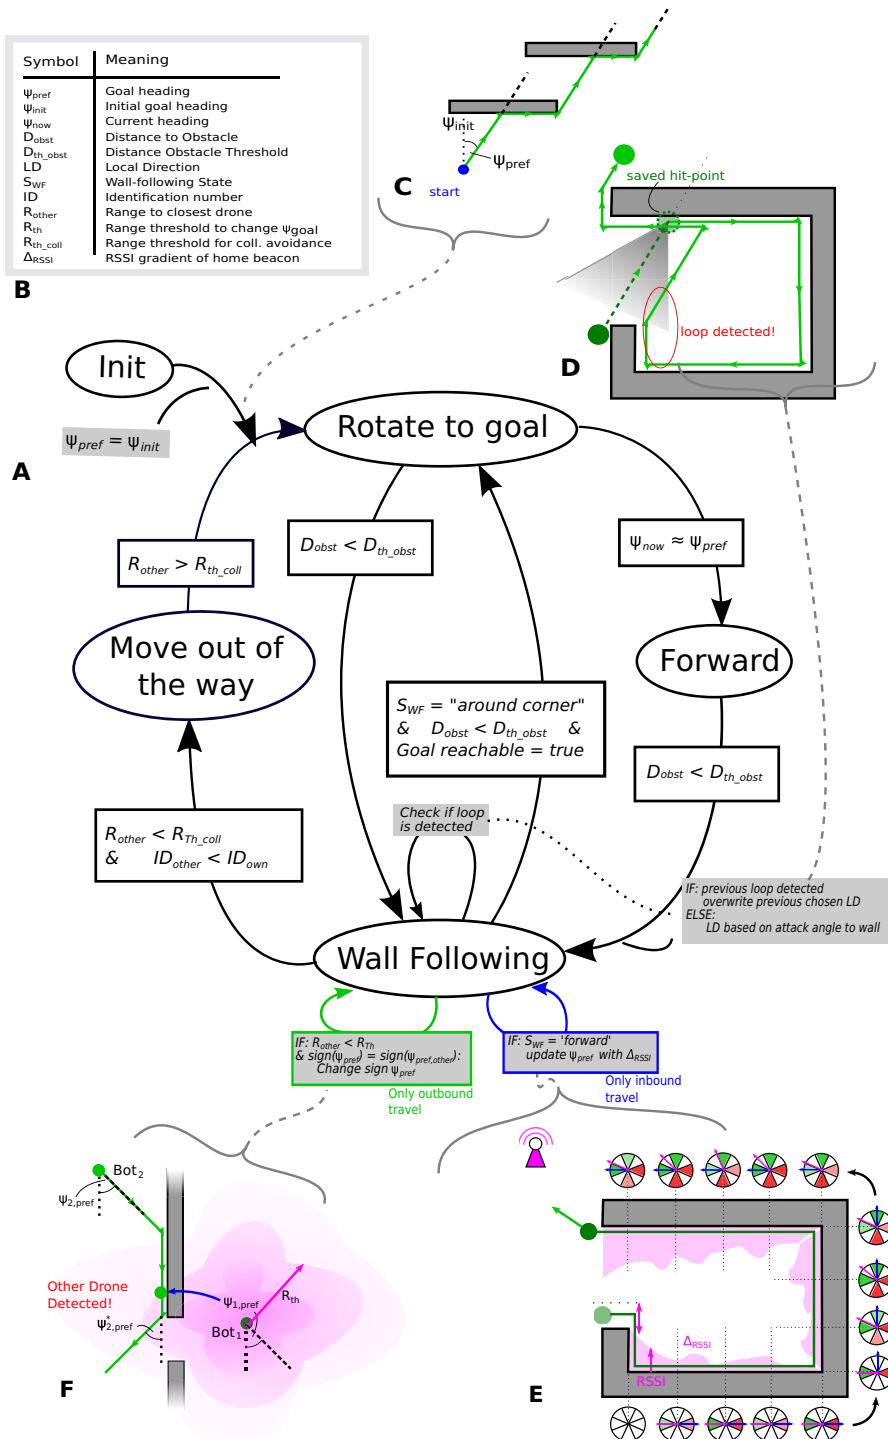 Symbol Meaning
Ψpref Goal heading
Ψinit Initial goal heading
Ψnow Current heading
Dobst Distance to Obstacle
Dth_obst Distance Obstacle Threshold
LD Local Direction
SWF Wall-following State
ID Identification number
Rother Range to closest drone
Rth Range threshold to change Ψgoal
Rth_coll Range threshold for coll. avoidance
ΔRSSI RSSI gradient of home beacon
B
Ψinit
Ψpref
start
C
saved hit-point
loop detected!
D
Init
Ψpref = Ψinit
A
Rotate to goal
Rother > Rth_coll
Dobst < Dth_obst
Ψnow ≈ Ψpref
Move out of
the way
Forward
SWF = "around corner"
& Dobst < Dth_obst &
Goal reachable = true
Dobst < Dth_obst
Rother < RTh_coll
& IDother < IDown
Check if loop
is detected
IF: previous loop detected
overwrite previous chosen LD
ELSE:
LD based on attack angle to wall
Wall Following
IF: Rother < RTh
& sign(Ψpref) = sign(Ψpref,other):
Change sign Ψpref
Only outbound
travel
IF: SWF = 'forward'
update Ψpref with ΔRSSI
Only inbound
travel
Bot2
Ψ2,pref
Other Drone
Detected!
Ψ*2,pref
Ψ1,pref
Rth
Bot1
F
ΔRSSI
RSSI
E